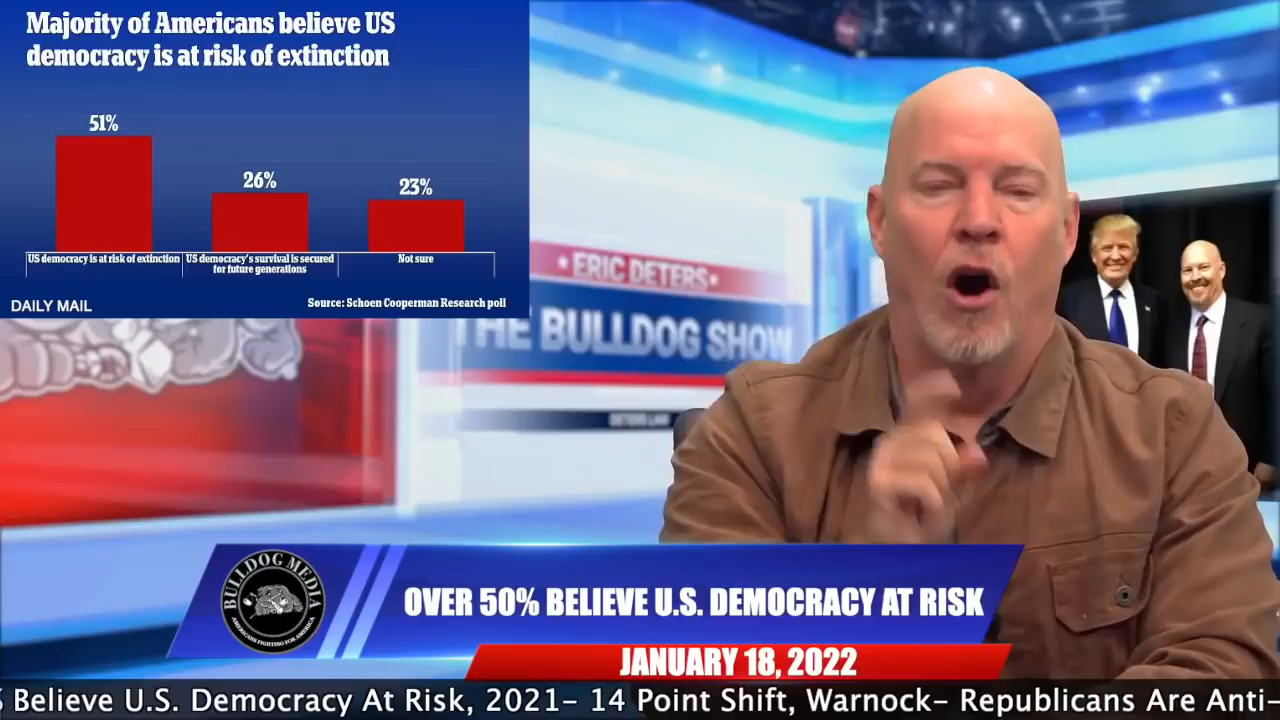 Majority of Americans believe US
democracy is at risk of extinction
51%
26%
23%
US democracy is at risk of extinction
US democracy's survival is secured
for future generations
Not sure
DAILY MAIL
Source: Schoen Cooperman Research poll
• ERIC DETERS •
THE BULLDOG SHOW
DETERS LAW
BULLDOG MEDIA
AMERICANS FIGHTING FOR AMERICA
OVER 50% BELIEVE U.S. DEMOCRACY AT RISK
JANUARY 18, 2022
Believe U.S. Democracy At Risk, 2021– 14 Point Shift, Warnock– Republicans Are Anti–